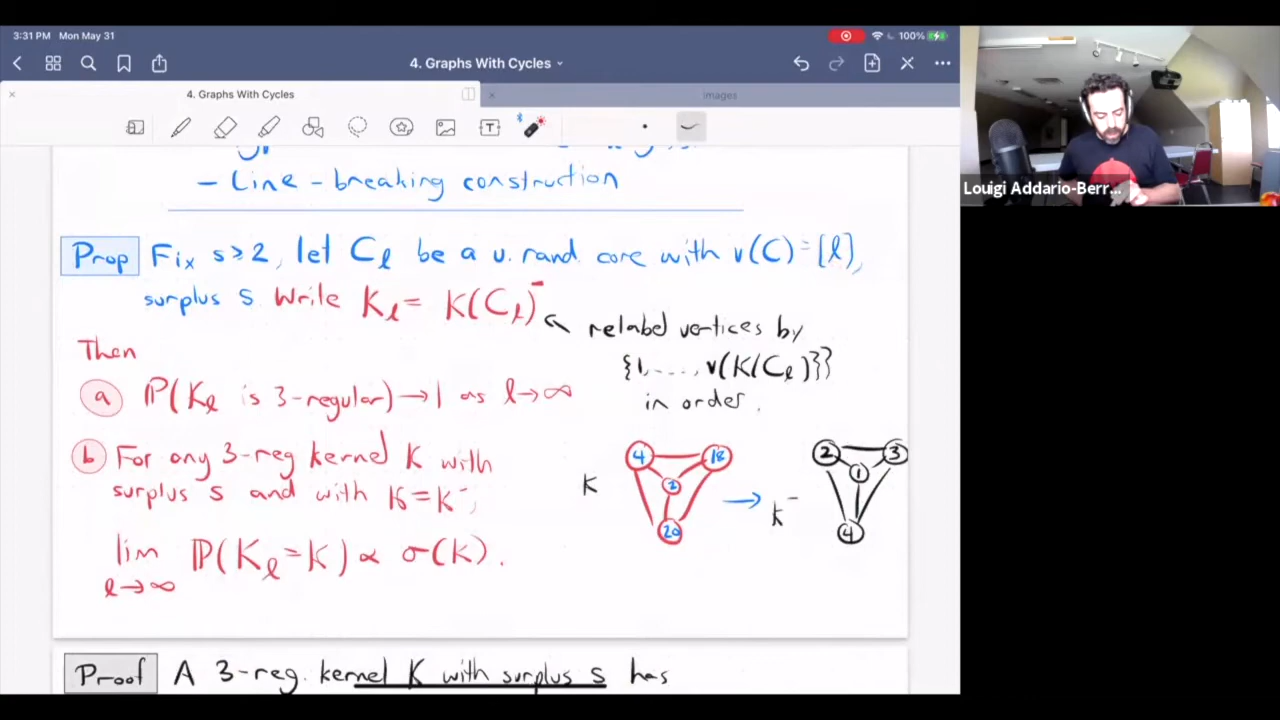 3:31 PM Mon May 31
100%
4. Graphs With Cycles
4. Graphs With Cycles
images
- Line-breaking construction
Prop Fix s≥2, let Cℓ be a u. rand. core with v(C) = [ℓ],
surplus s. Write Kℓ = K(Cℓ)⁻
relabel vertices by
{1,...., v(K(Cℓ))}
in order.
Then
a P(Kℓ is 3-regular) → 1 as ℓ→∞
b For any 3-reg kernel K with
surplus s and with K = K⁻,
lim P(Kℓ = K) ∝ σ(K).
ℓ→∞
K
4
18
2
20
K⁻
2
3
1
4
Proof A 3-reg. kernel K with surplus s has
Louigi Addario-Berr...